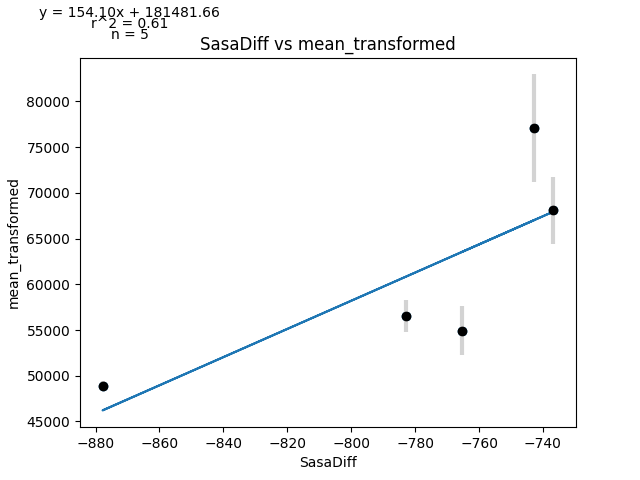 y = 154.10x + 181481.66
r^2 = 0.61
n = 5
SasaDiff vs mean_transformed
mean_transformed
80000
75000
70000
65000
60000
55000
50000
45000
−880
−860
−840
−820
−800
−780
−760
−740
SasaDiff